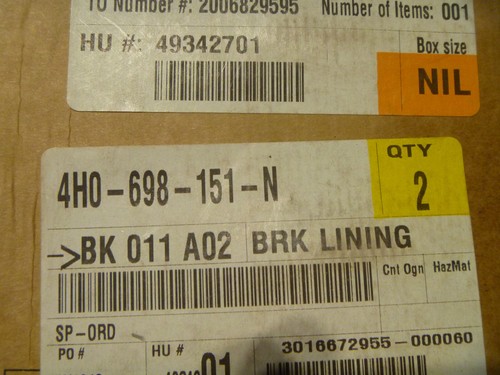 TO Number #: 2006829595 Number of Items: 001
HU #: 49342701 Box size
NIL
QTY
4H0-698-151-N 2
->BK 011 A02 BRK LINING
Cnt Ogn HazMat
SP-ORD
PO # HU # 3016672955-000060
01